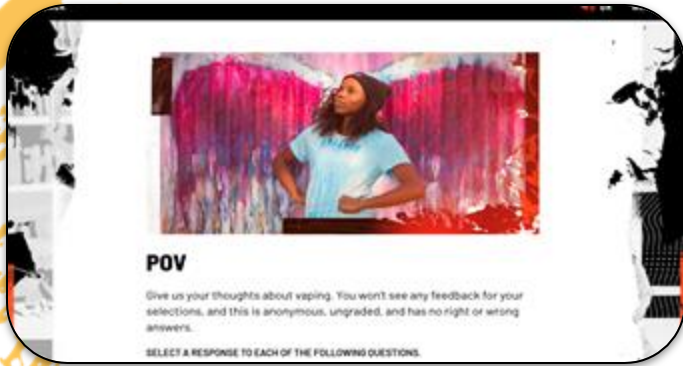 POV
Give us your thoughts about vaping. You won't see any feedback for your
selections, and this is anonymous, ungraded, and has no right or wrong
answers.
SELECT A RESPONSE TO EACH OF THE FOLLOWING QUESTIONS.